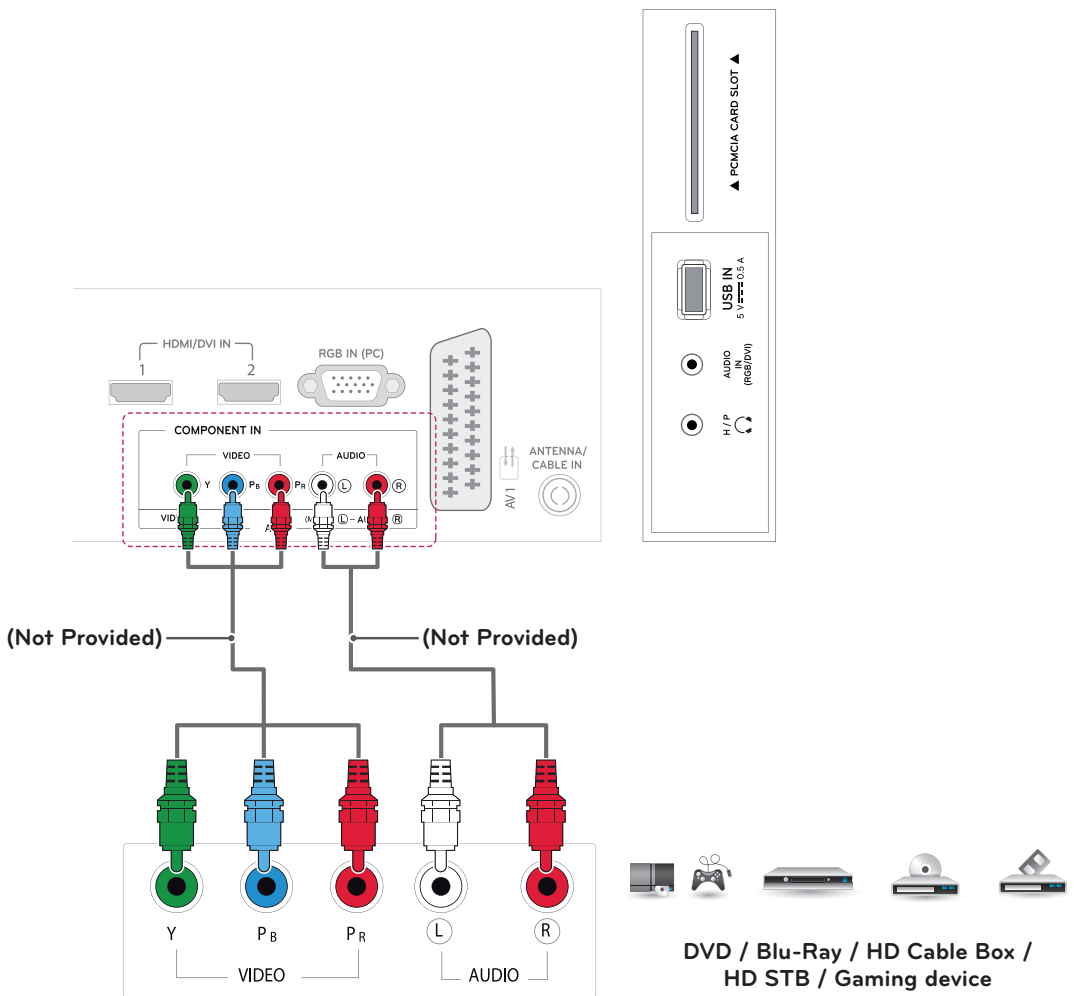 ▲ PCMCIA CARD SLOT ▲
USB IN
5 V 0.5 A
AUDIO
IN
(RGB/DVI)
H / P
HDMI/DVI IN
1
2
RGB IN (PC)
COMPONENT IN
VIDEO
AUDIO
Y
PB
PR
L
R
VID
A
(M
L
AU
R
AV 1
ANTENNA/
CABLE IN
(Not Provided)
(Not Provided)
Y
PB
PR
L
R
VIDEO
AUDIO
DVD / Blu-Ray / HD Cable Box /
HD STB / Gaming device